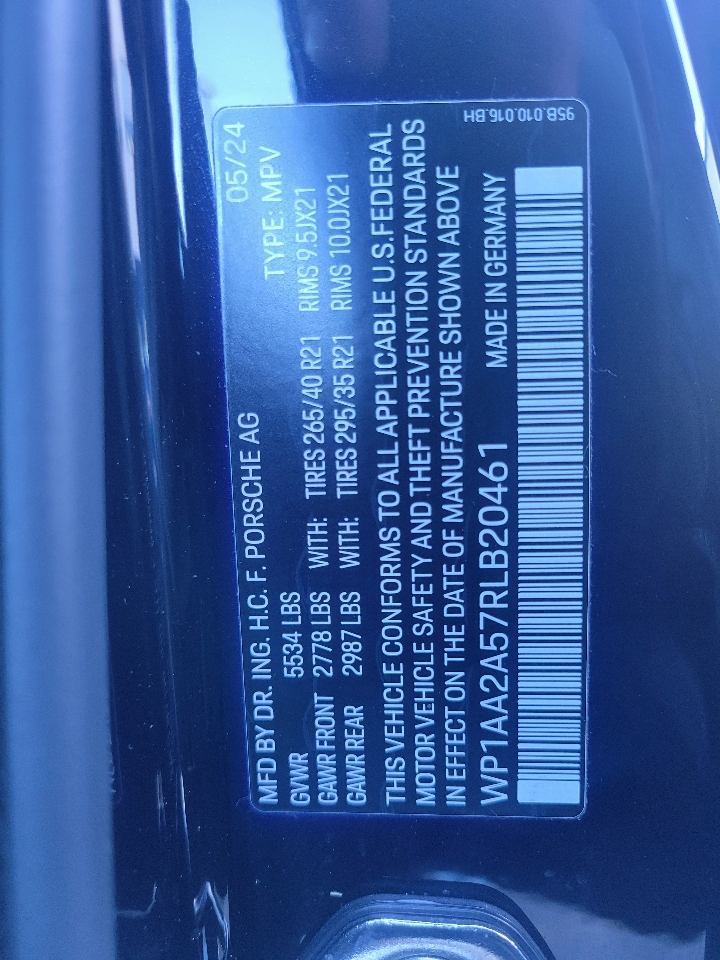 05/24
MFD BY DR. ING. H.C. F. PORSCHE AG TYPE: MPV
GVWR 5534 LBS
GAWR FRONT 2778 LBS WITH: TIRES 265/40 R21 RIMS 9.5JX21
GAWR REAR 2987 LBS WITH: TIRES 295/35 R21 RIMS 10.0JX21
THIS VEHICLE CONFORMS TO ALL APPLICABLE U.S.FEDERAL
MOTOR VEHICLE SAFETY AND THEFT PREVENTION STANDARDS
IN EFFECT ON THE DATE OF MANUFACTURE SHOWN ABOVE
WP1AA2A57RLB20461 MADE IN GERMANY
95B.010.016.BH